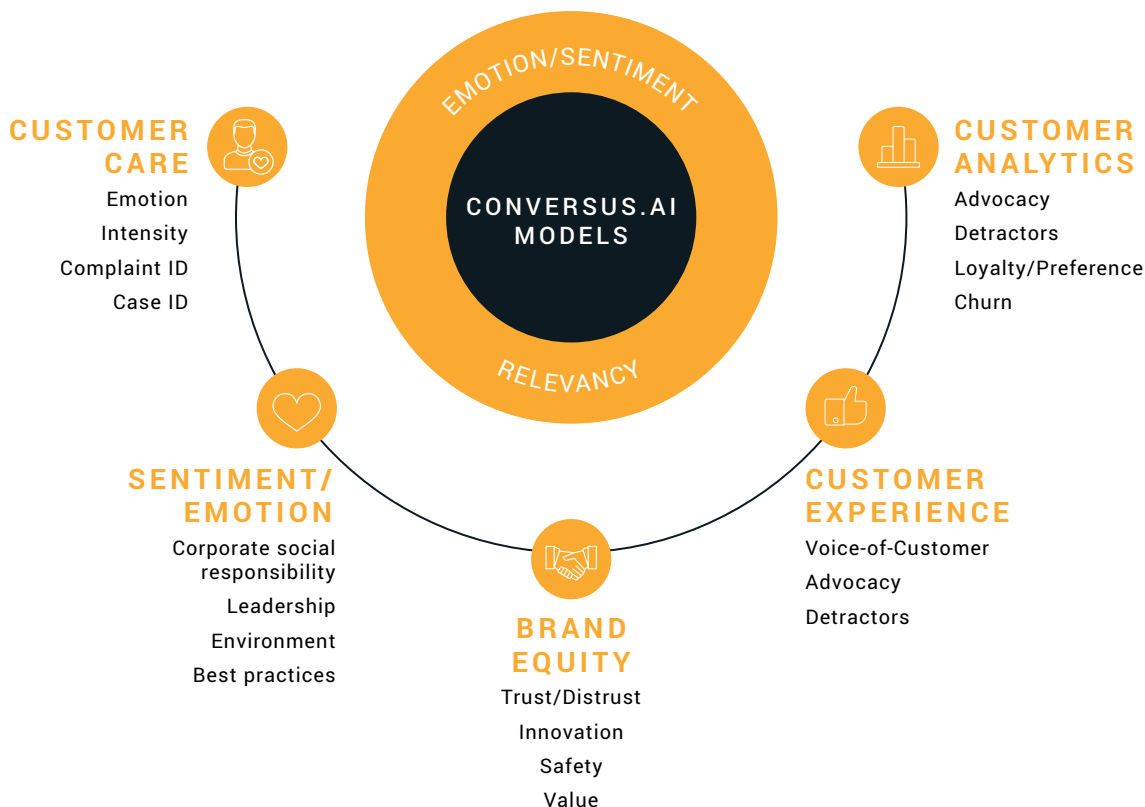 EMOTION/SENTIMENT
CONVERSUS.AI
MODELS
RELEVANCY
CUSTOMER
CARE
Emotion
Intensity
Complaint ID
Case ID
SENTIMENT/
EMOTION
Corporate social
responsibility
Leadership
Environment
Best practices
BRAND
EQUITY
Trust/Distrust
Innovation
Safety
Value
CUSTOMER
EXPERIENCE
Voice-of-Customer
Advocacy
Detractors
CUSTOMER
ANALYTICS
Advocacy
Detractors
Loyalty/Preference
Churn